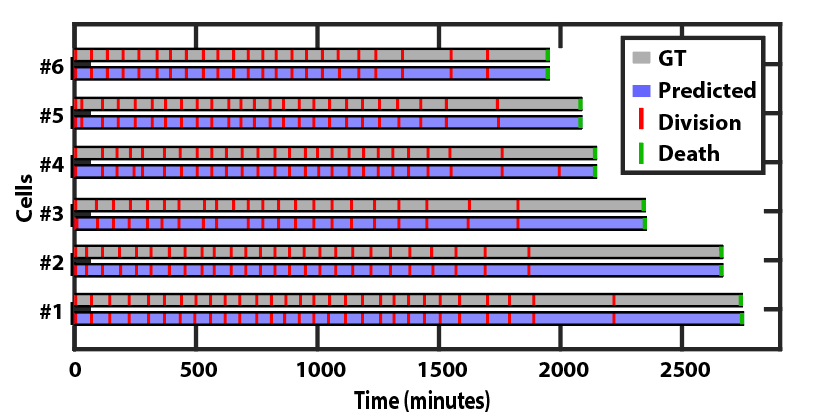 #6
#5
#4
#3
#2
#1
Cells
GT
Predicted
Division
Death
0 500 1000 1500 2000 2500
Time (minutes)